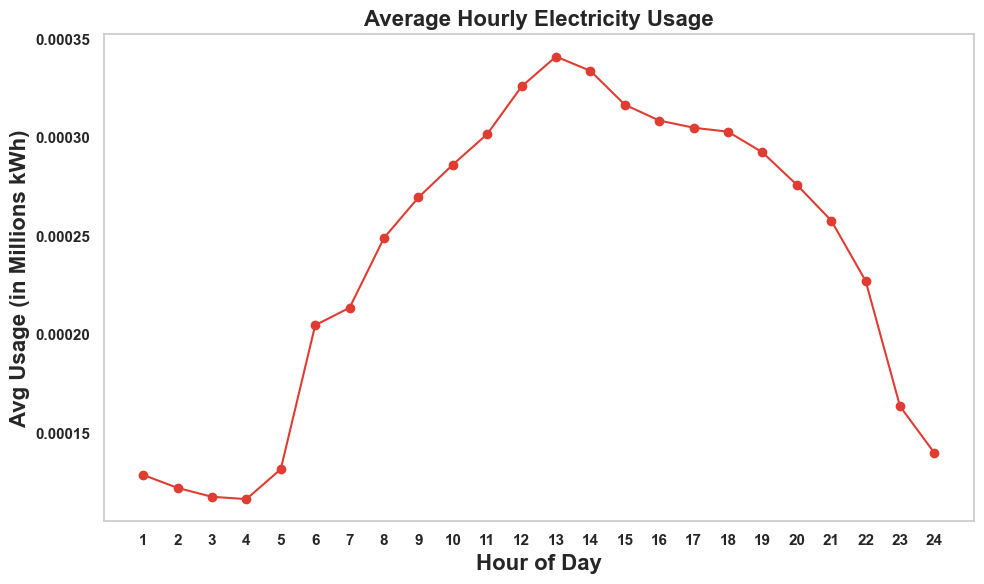 Average Hourly Electricity Usage
Avg Usage (in Millions kWh)
0.00035
0.00030
0.00025
0.00020
0.00015
1 2 3 4 5 6 7 8 9 10 11 12 13 14 15 16 17 18 19 20 21 22 23 24
Hour of Day